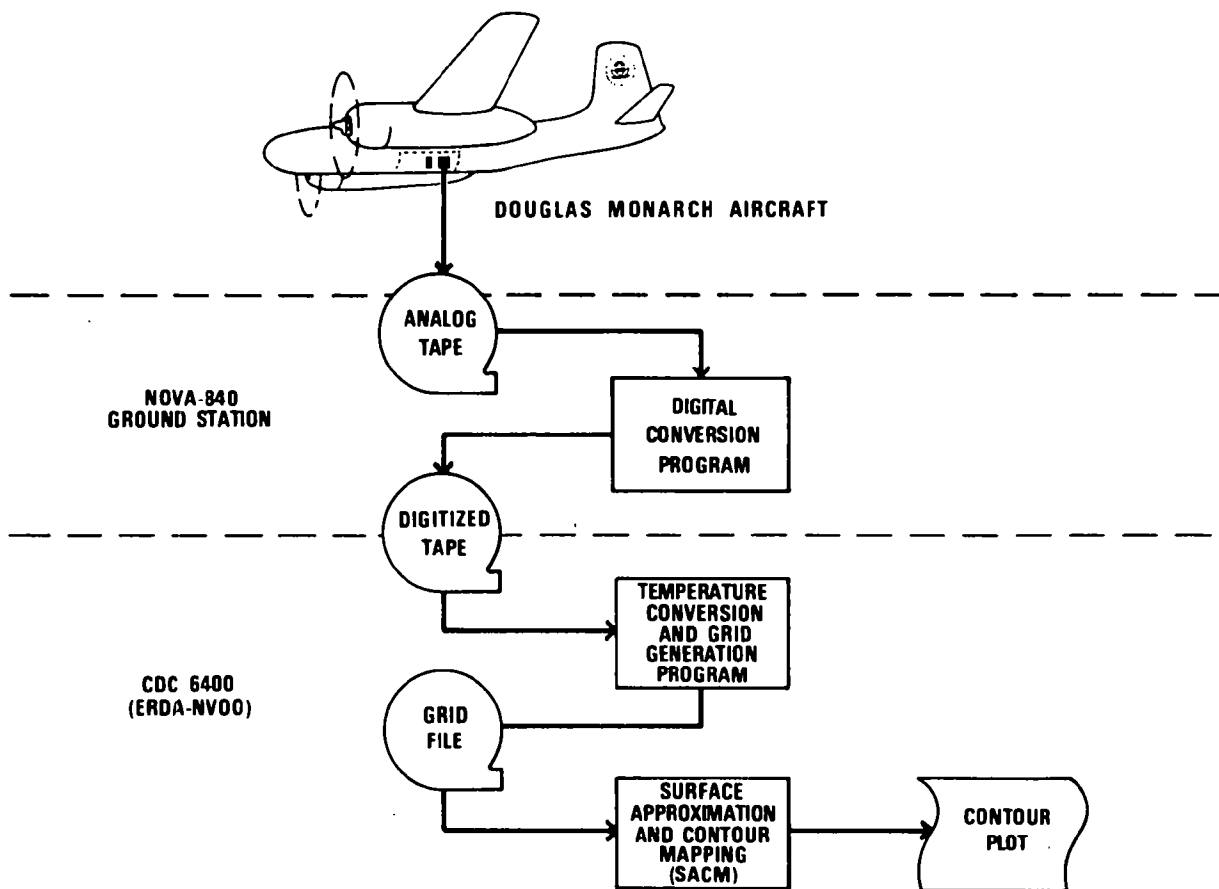 DOUGLAS MONARCH AIRCRAFT
ANALOG
TAPE
NOVA-840
GROUND STATION
DIGITAL
CONVERSION
PROGRAM
DIGITIZED
TAPE
TEMPERATURE
CONVERSION
AND GRID
GENERATION
PROGRAM
CDC 6400
(ERDA-NVOO)
GRID
FILE
SURFACE
APPROXIMATION
AND CONTOUR
MAPPING
(SACM)
CONTOUR
PLOT